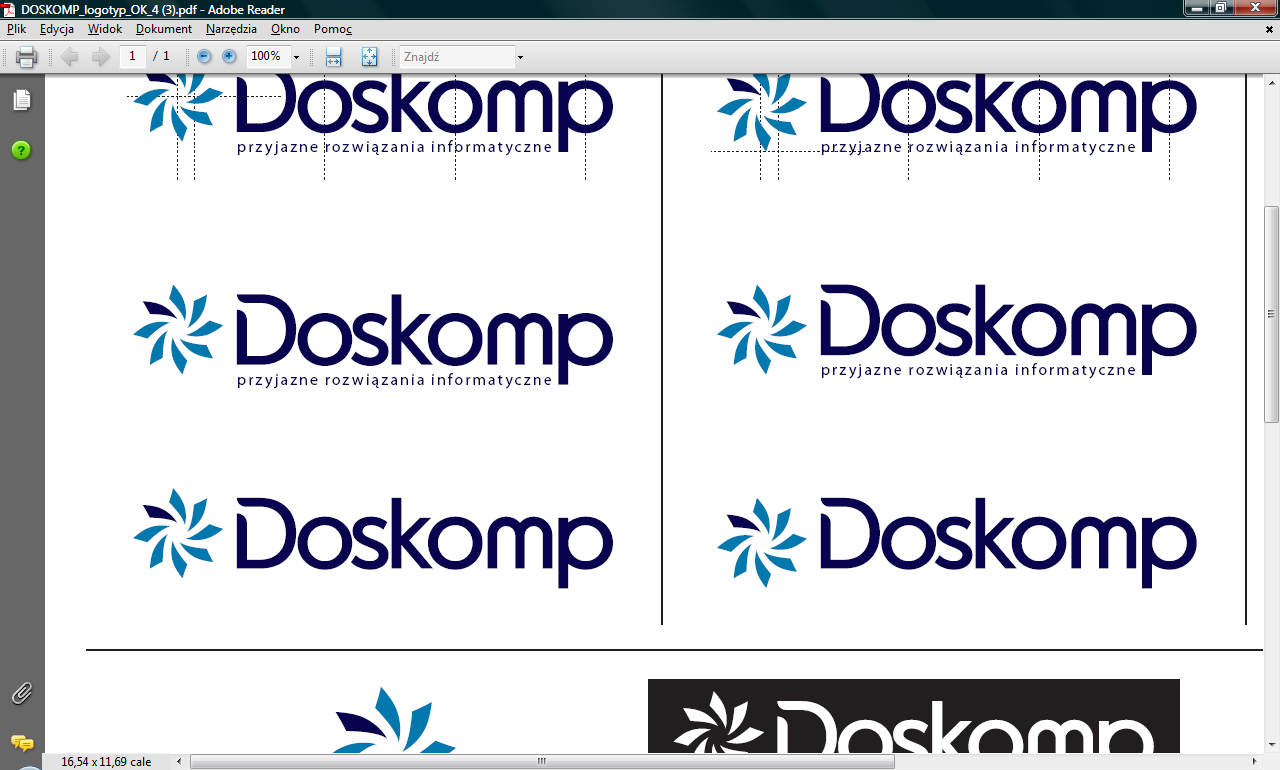 DOSKOMP_logotyp_OK_4 (3).pdf - Adobe Reader
Plik Edycja Widok Dokument Narzędzia Okno Pomoc
1 / 1 100% Znajdź
Doskomp Doskomp
przyjazne rozwiązania informatyczne przyjazne rozwiązania informatyczne
Doskomp Doskomp
przyjazne rozwiązania informatyczne przyjazne rozwiązania informatyczne
Doskomp Doskomp
Doskomp
16,54 x 11,69 cale